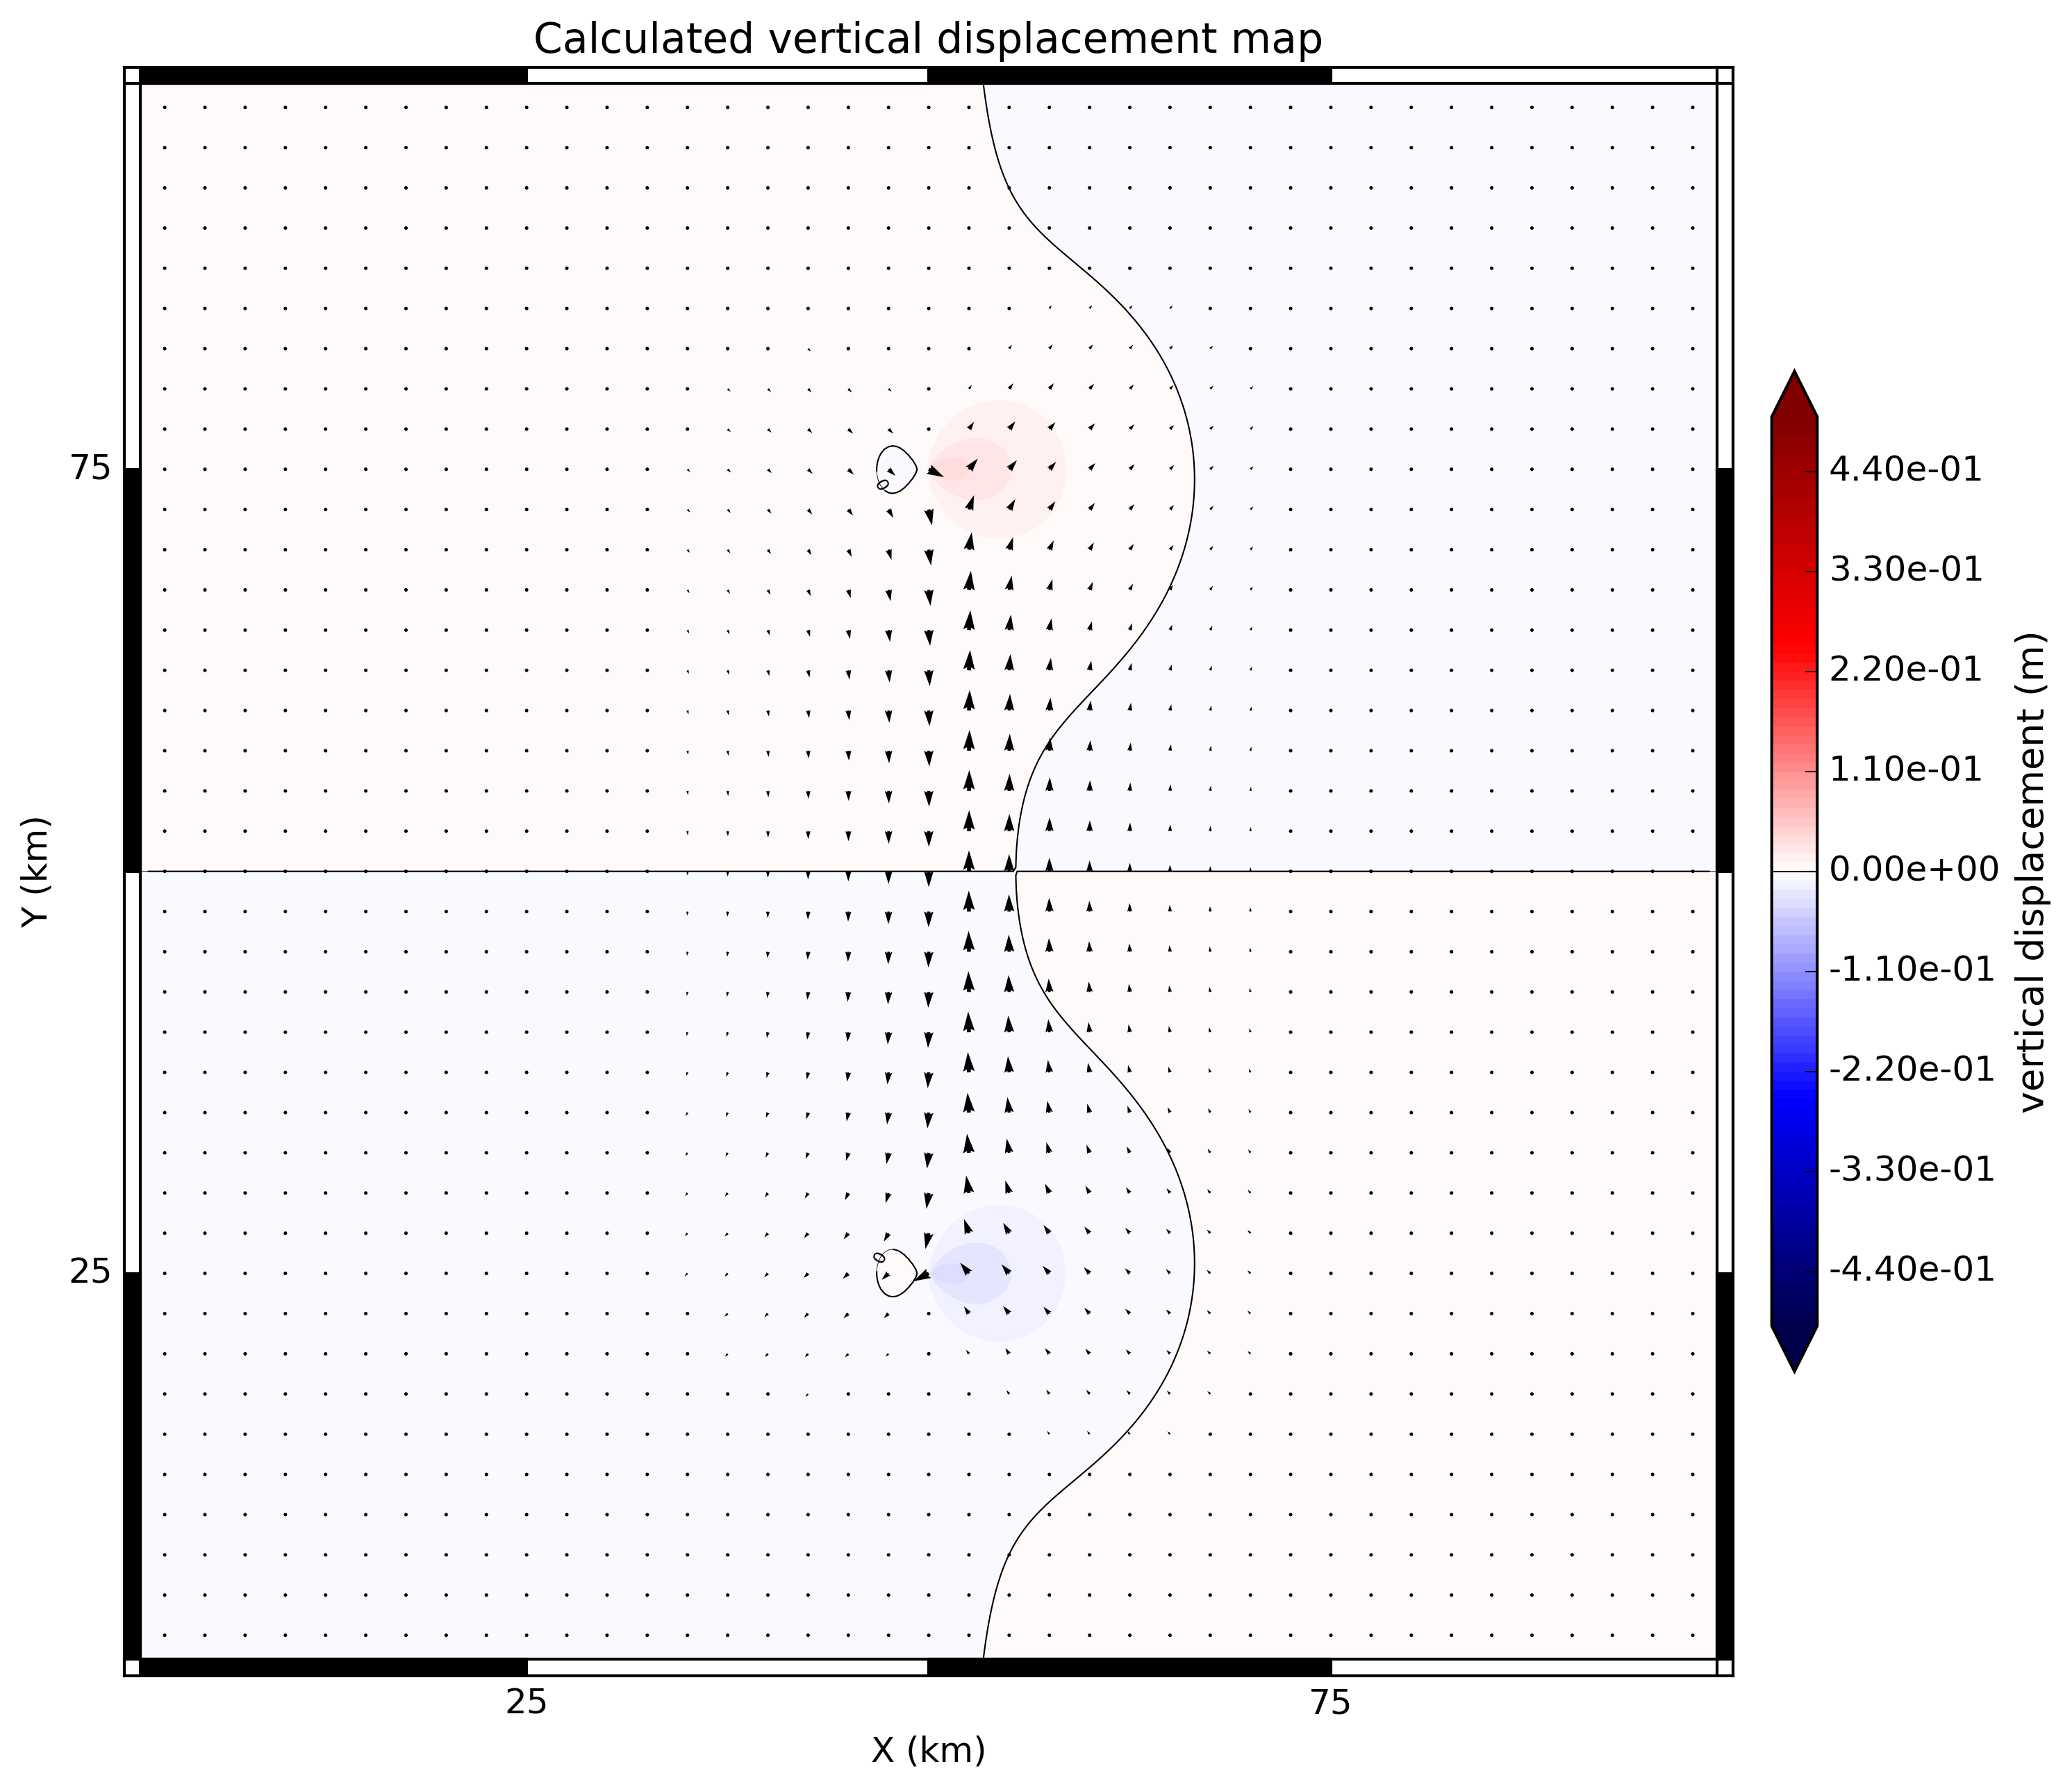 Calculated vertical displacement map
75
25
Y (km)
25
75
X (km)
4.40e-01
3.30e-01
2.20e-01
1.10e-01
0.00e+00
-1.10e-01
-2.20e-01
-3.30e-01
-4.40e-01
vertical displacement (m)